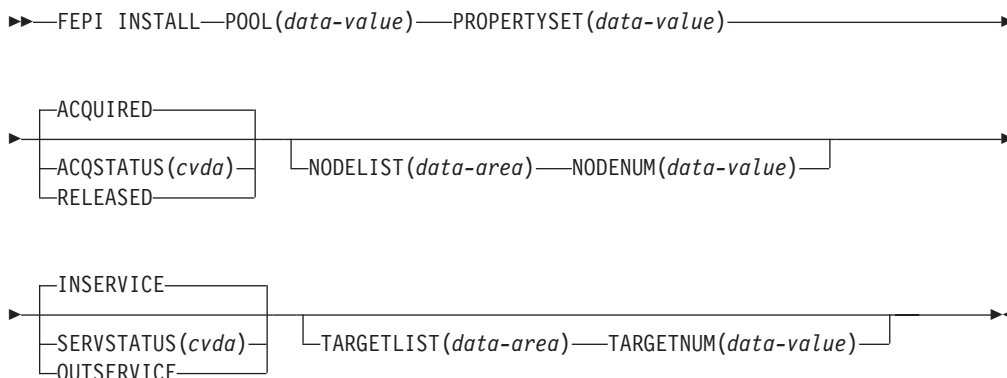 FEPI INSTALL POOL(data-value) PROPERTYSET(data-value)
ACQUIRED
ACQSTATUS(cvda)
RELEASED
NODELIST(data-area) NODENUM(data-value)
INSERVICE
SERVSTATUS(cvda)
OUTSERVICE
TARGETLIST(data-area) TARGETNUM(data-value)